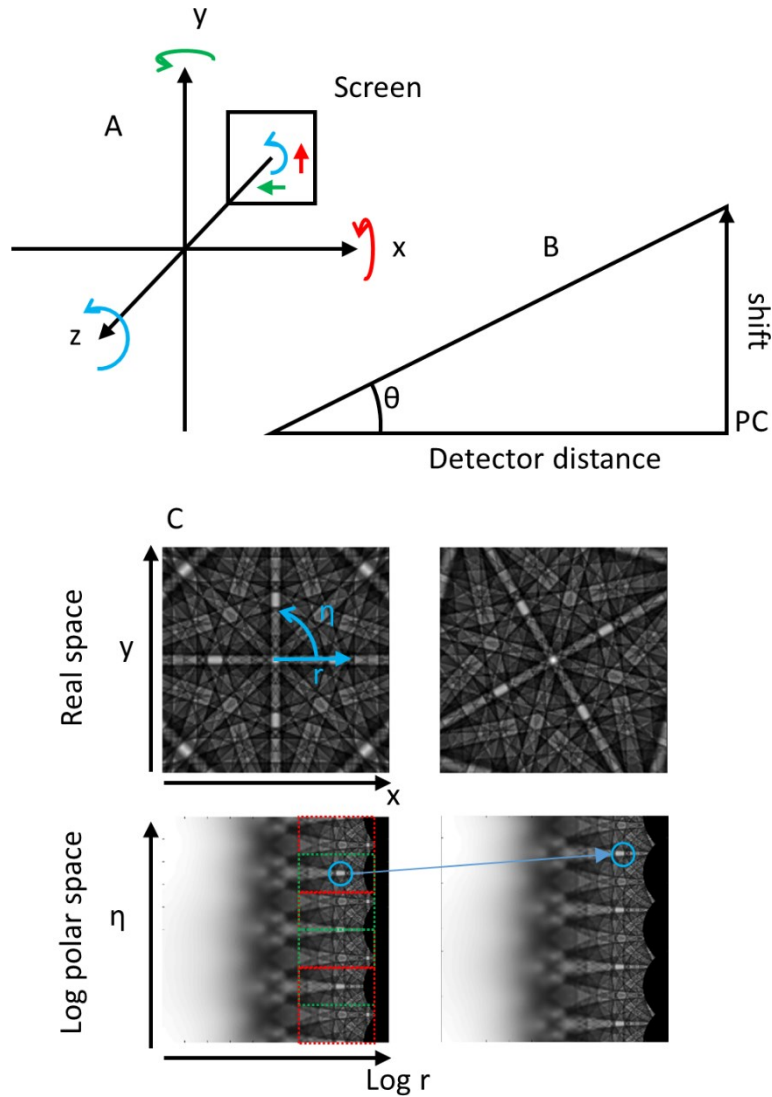 y
A
Screen
x
z
B
shift
θ
PC
Detector distance
C
Real space
y
η
r
x
Log polar space
η
Log r